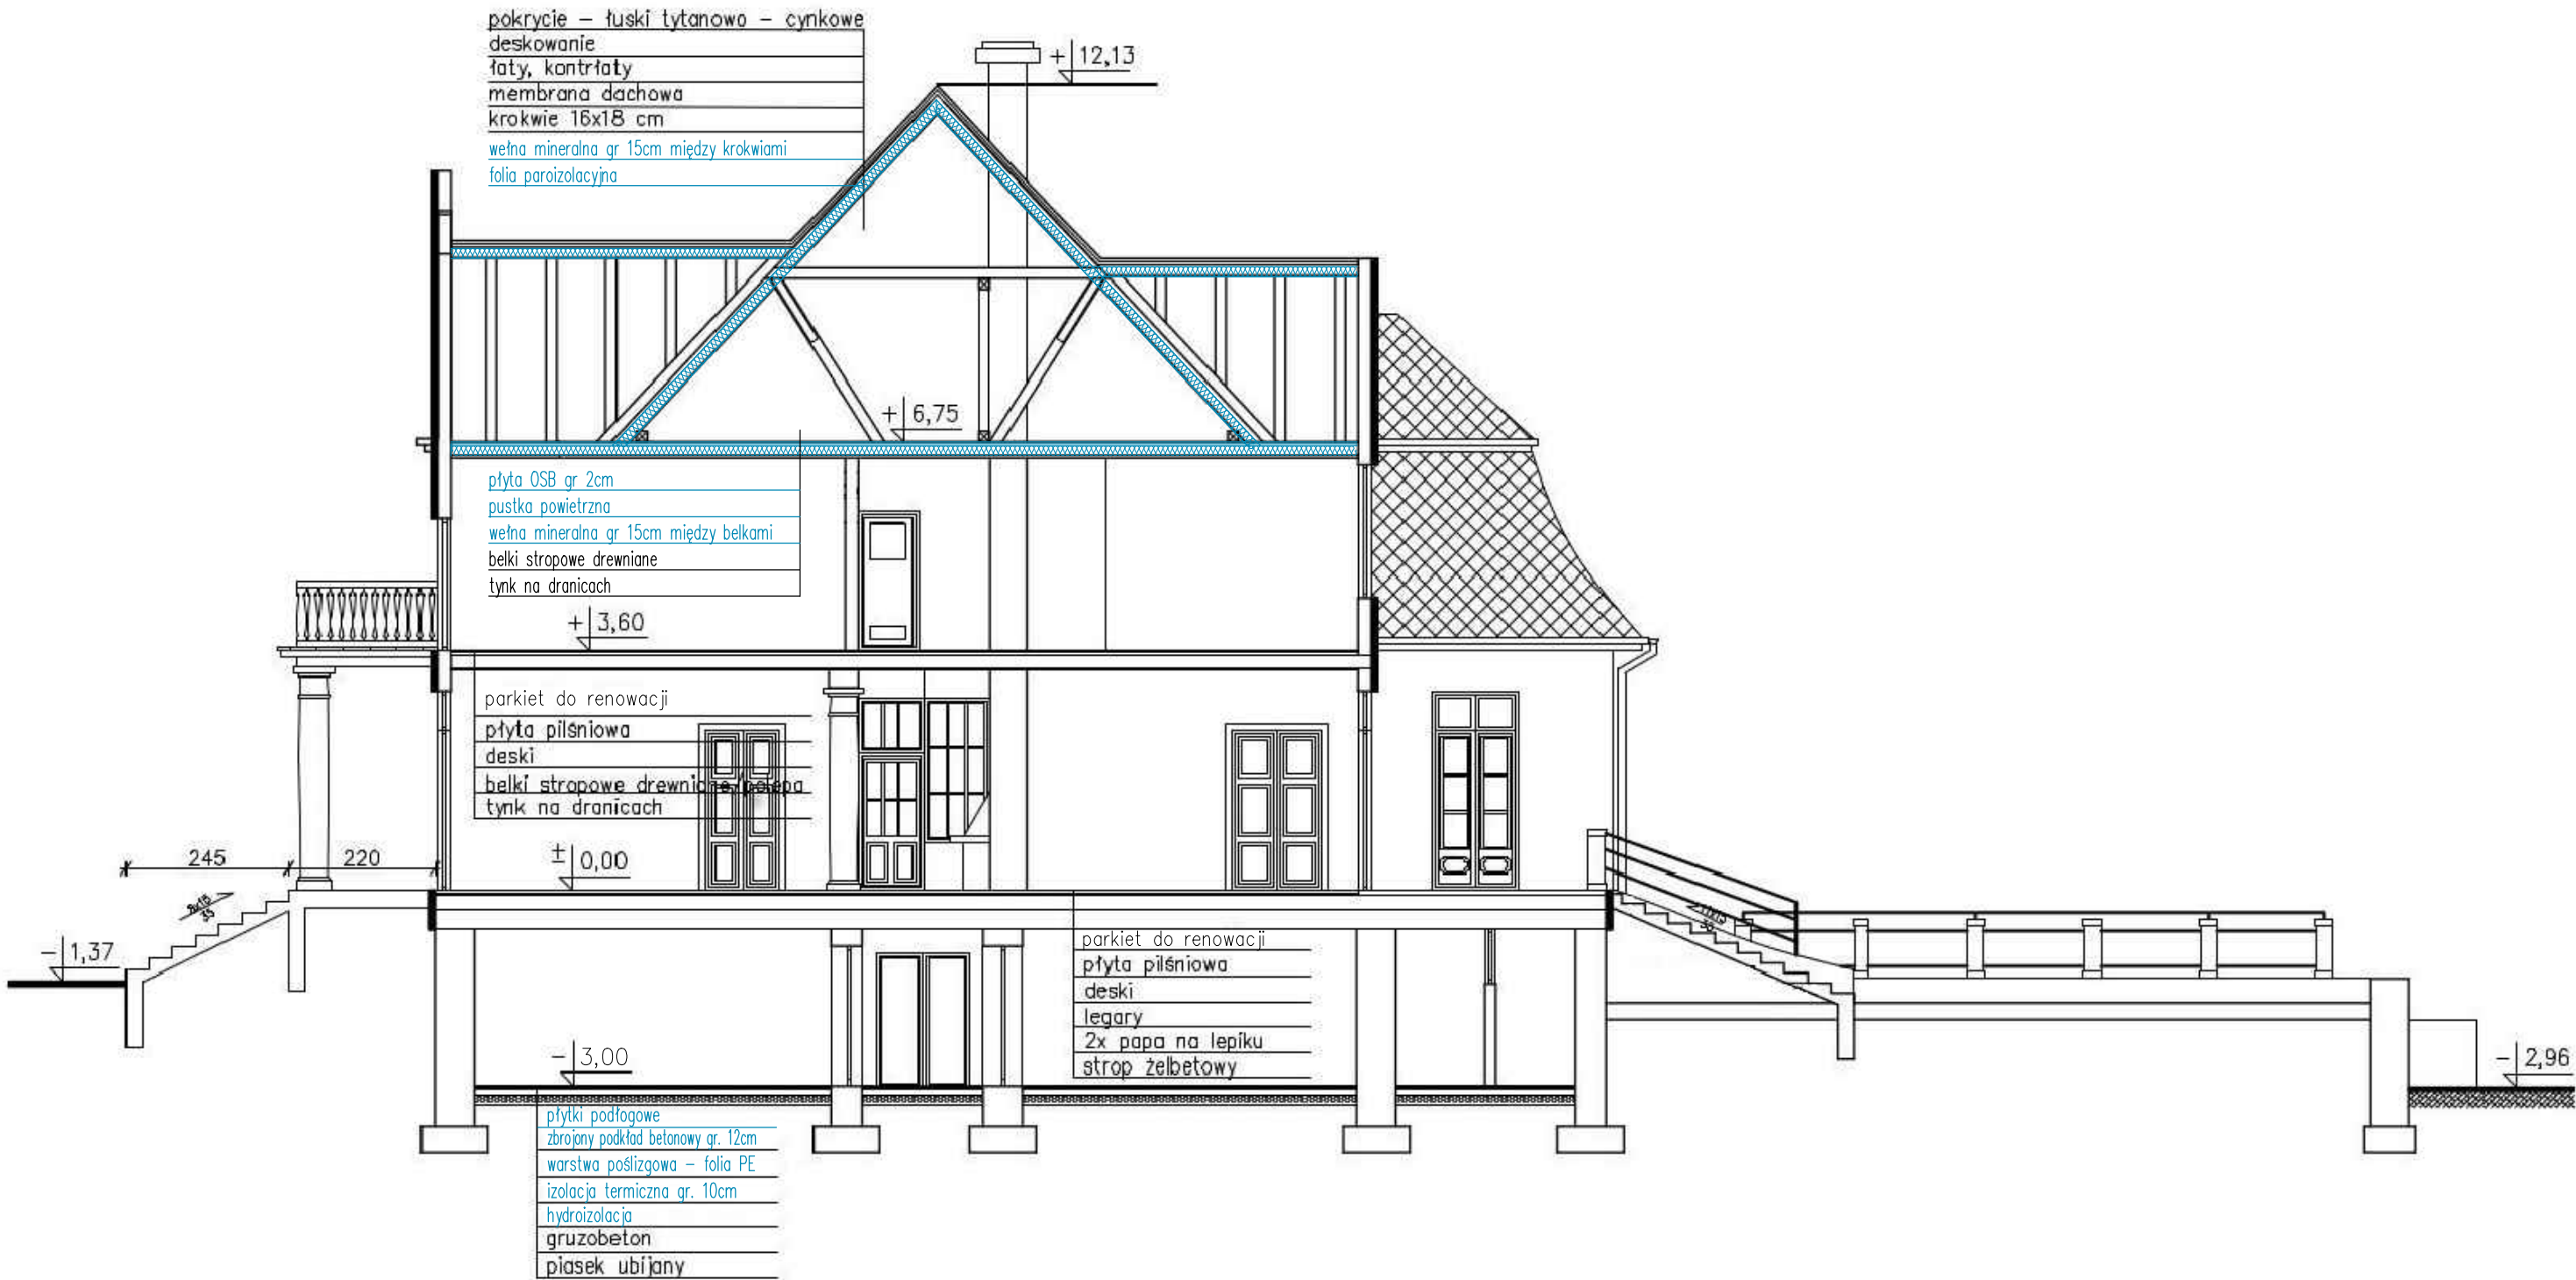 pokrycie – łuski tytanowo – cynkowe
deskowanie
łaty, kontrłaty
membrana dachowa
krokwie 16x18 cm
wełna mineralna gr 15cm między krokwiami
folia paroizolacyjna
+ 12,13
+ 6,75
płyta OSB gr 2cm
pustka powietrzna
wełna mineralna gr 15cm między belkami
belki stropowe drewniane
tynk na dranicach
+ 3,60
parkiet do renowacji
płyta pilśniowa
deski
belki stropowe drewniane/polepa
tynk na dranicach
245
220
± 0,00
8x15
35
- 1,37
parkiet do renowacji
płyta pilśniowa
deski
legary
2x papa na lepiku
strop żelbetowy
- 3,00
- 2,96
płytki podłogowe
zbrojony podkład betonowy gr. 12cm
warstwa poślizgowa – folia PE
izolacja termiczna gr. 10cm
hydroizolacja
gruzobeton
piasek ubijany